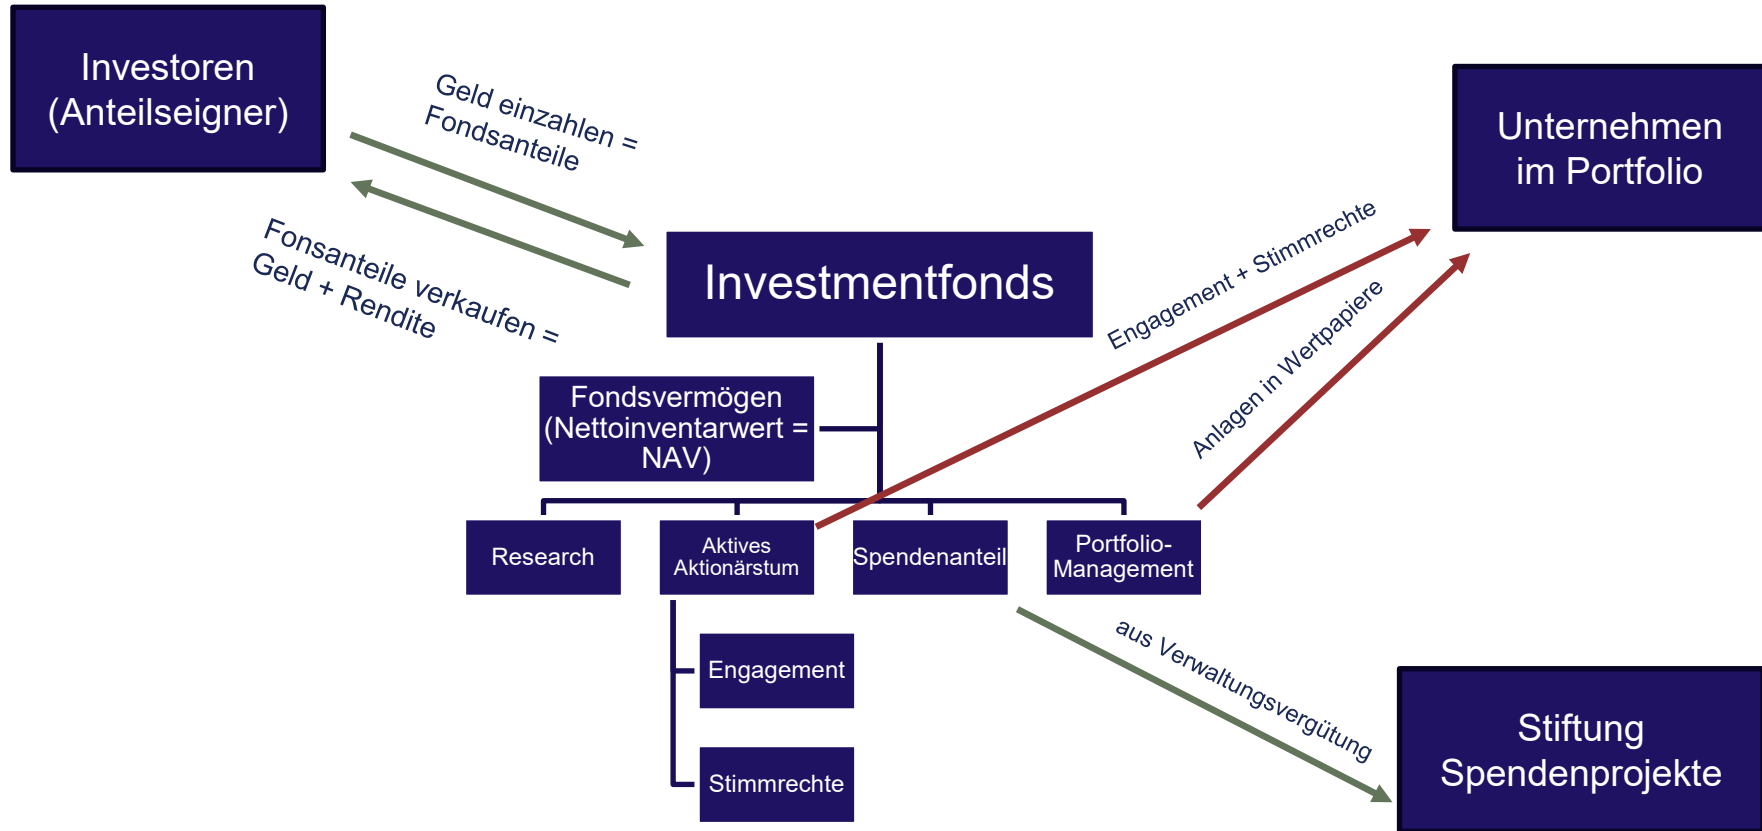 Investoren
(Anteilseigner)
Geld einzahlen =
Fondsanteile
Fonsanteile verkaufen =
Geld + Rendite
Investmentfonds
Unternehmen
im Portfolio
Engagement + Stimmrechte
Anlagen in Wertpapiere
Fondsvermögen
(Nettoinventarwert =
NAV)
Research
Aktives
Aktionärstum
Spendenanteil
Portfolio-
Management
Engagement
Stimmrechte
aus Verwaltungsvergütung
Stiftung
Spendenprojekte